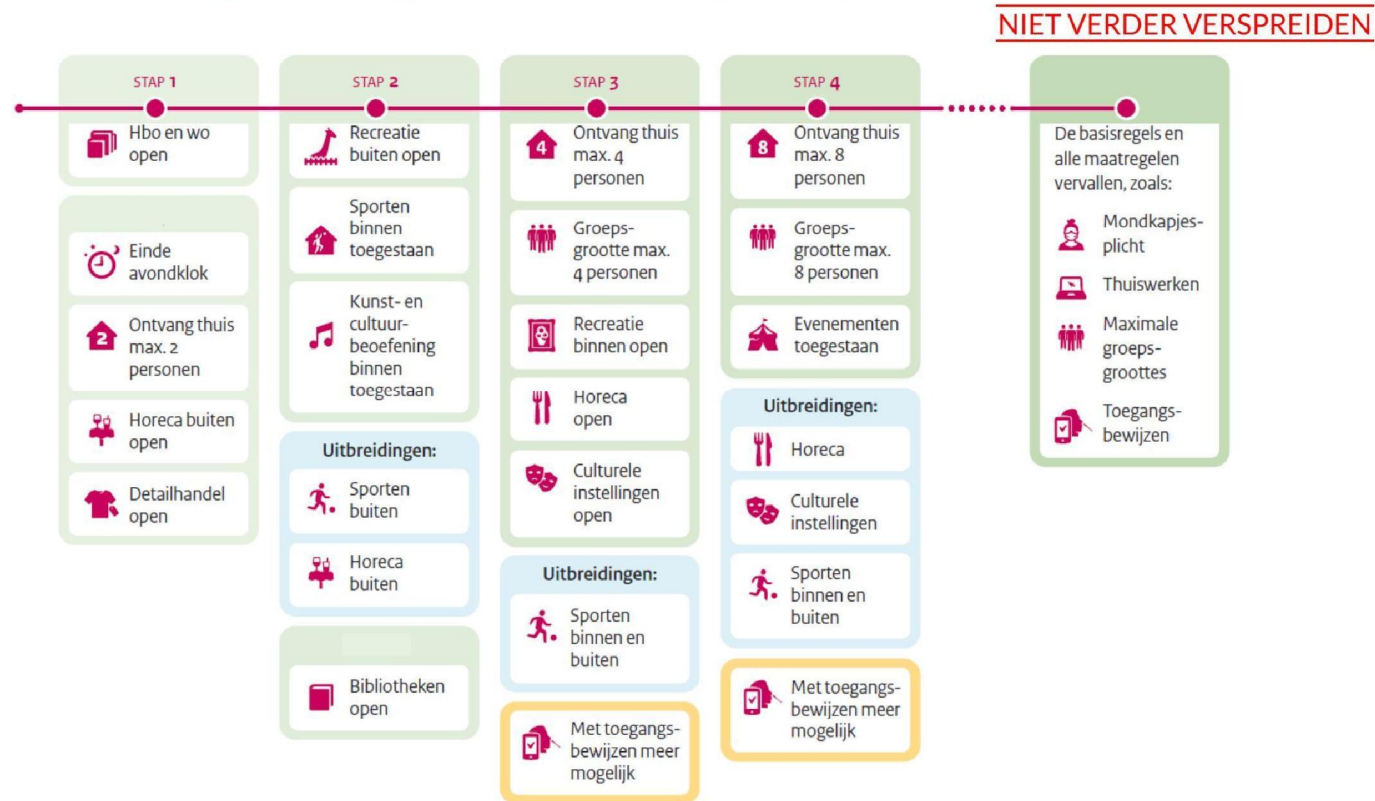 NIET VERDER VERSPREIDEN
STAP 1
Hbo en wo
open
Einde
avondklok
2
Ontvang thuis
max. 2
personen
Horeca buiten
open
Detailhandel
open
STAP 2
Recreatie
buiten open
Sporten
binnen
toegestaan
Kunst- en
cultuur-
beoefening
binnen
toegestaan
Uitbreidingen:
Sporten
buiten
Horeca
buiten
Bibliotheken
open
STAP 3
4
Ontvang thuis
max. 4
personen
Groeps-
grootte max.
4 personen
Recreatie
binnen open
Horeca
open
Culturele
instellingen
open
Uitbreidingen:
Sporten
binnen en
buiten
Met toegangs-
bewijzen meer
mogelijk
STAP 4
8
Ontvang thuis
max. 8
personen
Groeps-
grootte max.
8 personen
Evenementen
toegestaan
Uitbreidingen:
Horeca
Culturele
instellingen
Sporten
binnen en
buiten
Met toegangs-
bewijzen meer
mogelijk
De basisregels en
alle maatregelen
vervallen, zoals:
Mondkapjes-
plicht
Thuiswerken
Maximale
groeps-
groottes
Toegangs-
bewijzen